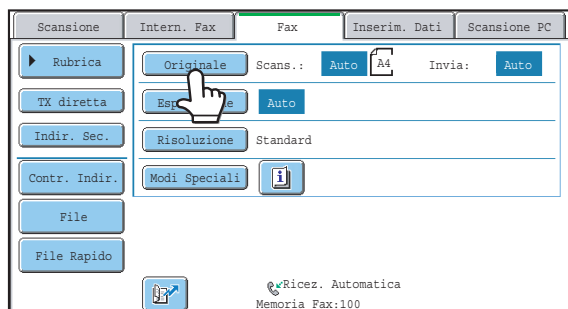 Scansione Intern. Fax Fax Inserim. Dati Scansione PC
Rubrica Originale Scans.: Auto A4 Invia: Auto
TX diretta Auto
Indir. Sec. Risoluzione Standard
Contr. Indir. Modi Speciali
File
File Rapido
Ricez. Automatica
Memoria Fax:100